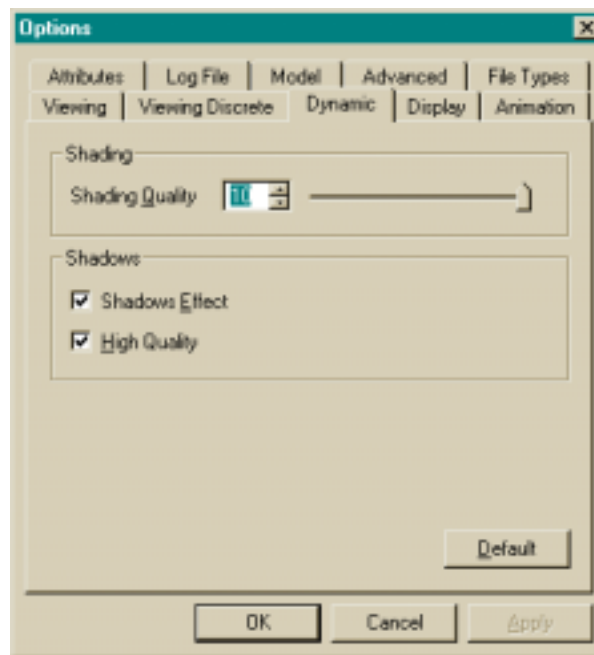 Options
Attributes Log File Model Advanced File Types
Viewing Viewing Discrete Dynamic Display Animation
Shading
Shading Quality 10
Shadows
Shadows Effect
High Quality
Default
OK Cancel Apply